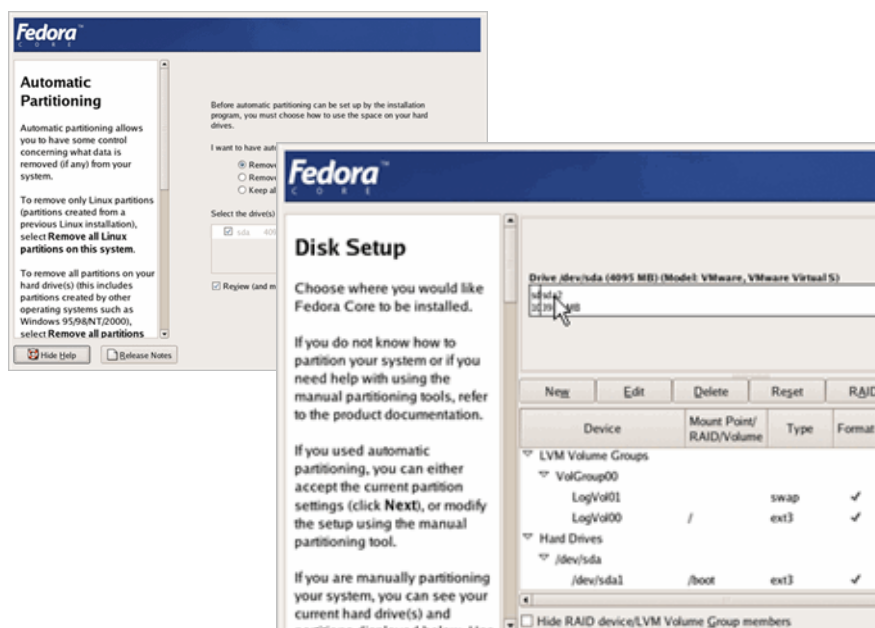 Fedora™
CORE
Automatic
Partitioning
Automatic partitioning allows
you to have some control
concerning what data is
removed (if any) from your
system.
To remove only Linux partitions
(partitions created from a
previous Linux installation),
select Remove all Linux
partitions on this system.
To remove all partitions on your
hard drive(s) (this includes
partitions created by other
operating systems such as
Windows 95/98/NT/2000),
select Remove all partitions
Hide Help
Release Notes
Before automatic partitioning can be set up by the installation
program, you must choose how to use the space on your hard
drives.
I want to have
Keep
Select the drive(s)
sda
Review (and
Fedora™
CORE
Disk Setup
Choose where you would like
Fedora Core to be installed.
If you do not know how to
partition your system or if you
need help with using the
manual partitioning tools, refer
to the product documentation.
If you used automatic
partitioning, you can either
accept the current partition
settings (click Next), or modify
the setup using the manual
partitioning tool.
If you are manually partitioning
your system, you can see your
current hard drive(s) and
Drive /dev/sda (4095 MB) (Model: VMware, VMware Virtual S)
sda2
MB
New Edit Delete Reset RAID
Device Mount Point/ RAID/Volume Type Format
LVM Volume Groups
VolGroup00
LogVol01 swap ✓
LogVol00 / ext3 ✓
Hard Drives
/dev/sda
/dev/sda1 /boot ext3 ✓
Hide RAID device/LVM Volume Group members